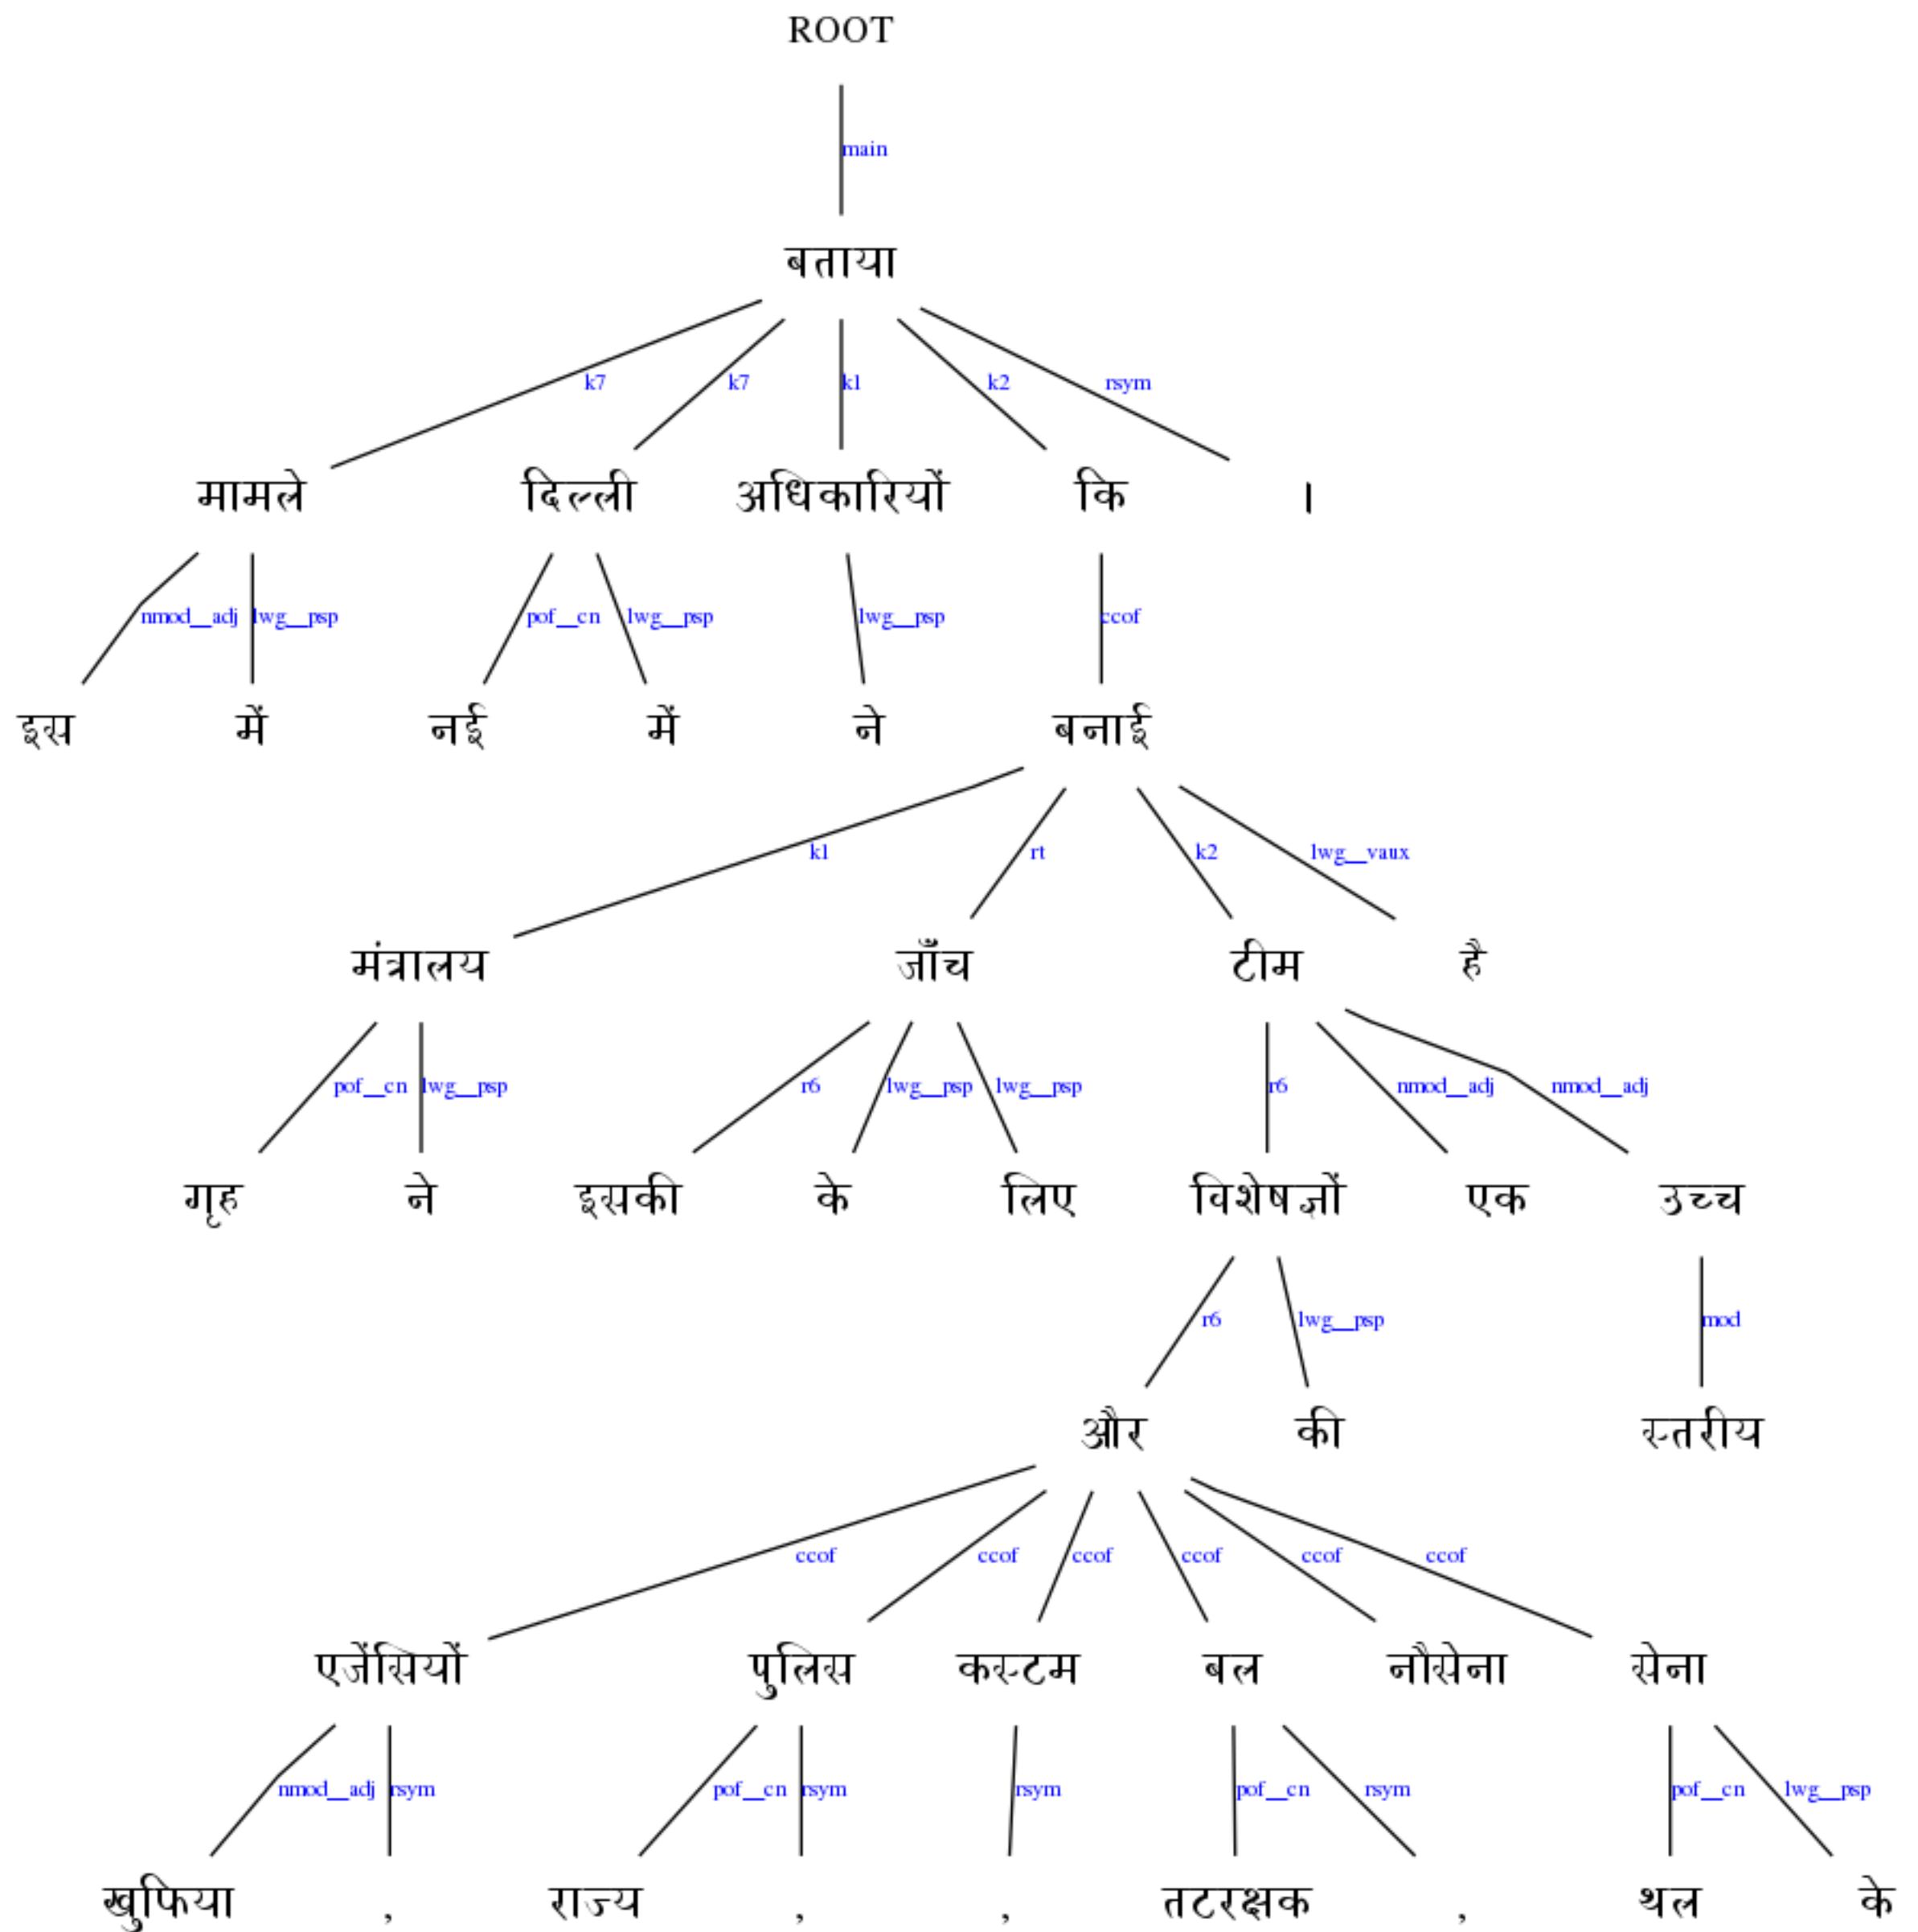 ROOT
main
बताया
k7 k7 k1 k2 rsym
मामले दिल्ली अधिकारियों कि ।
nmod__adj lwg__psp pof__cn lwg__psp lwg__psp ccof
इस में नई में ने बनाई
k1 rt k2 lwg__vaux
मंत्रालय जाँच टीम है
pof__cn lwg__psp r6 lwg__psp lwg__psp r6 nmod__adj nmod__adj
गृह ने इसकी के लिए विशेषज्ञों एक उच्च
r6 lwg__psp mod
और की स्तरीय
ccof ccof ccof ccof ccof ccof
एजेंसियों पुलिस कस्टम बल नौसेना सेना
nmod__adj rsym pof__cn rsym rsym pof__cn rsym pof__cn lwg__psp
खुफिया , राज्य , , तटरक्षक , थल के